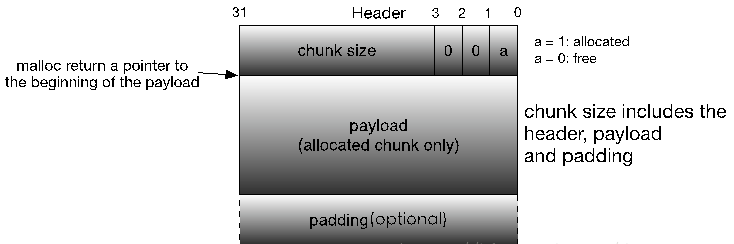 31 Header 3 2 1 0
chunk size 0 0 a
a = 1: allocated
a = 0: free
malloc return a pointer to
the beginning of the payload
payload
(allocated chunk only)
chunk size includes the
header, payload
and padding
padding(optional)